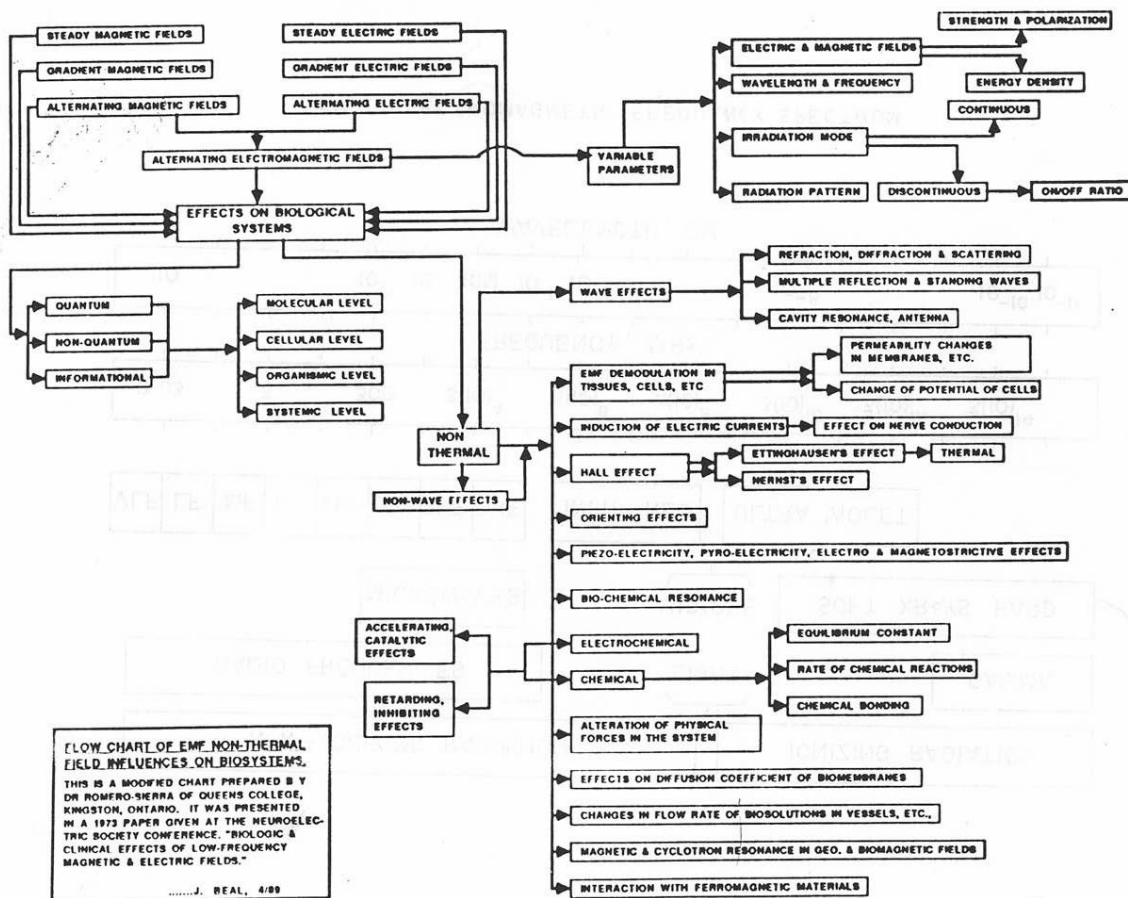 STRENGTH & POLARIZATION
STEADY MAGNETIC FIELDS
STEADY ELECTRIC FIELDS
ELECTRIC & MAGNETIC FIELDS
GRADIENT MAGNETIC FIELDS
GRADIENT ELECTRIC FIELDS
WAVELENGTH & FREQUENCY
ENERGY DENSITY
ALTERNATING MAGNETIC FIELDS
ALTERNATING ELECTRIC FIELDS
CONTINUOUS
IRRADIATION MODE
ALTERNATING ELECTROMAGNETIC FIELDS
VARIABLE
PARAMETERS
RADIATION PATTERN
DISCONTINUOUS
ON/OFF RATIO
EFFECTS ON BIOLOGICAL
SYSTEMS
REFRACTION, DIFFRACTION & SCATTERING
WAVE EFFECTS
MULTIPLE REFLECTION & STANDING WAVES
CAVITY RESONANCE, ANTENNA
QUANTUM
NON-QUANTUM
INFORMATIONAL
MOLECULAR LEVEL
CELLULAR LEVEL
ORGANISMIC LEVEL
SYSTEMIC LEVEL
PERMEABILITY CHANGES
IN MEMBRANES, ETC.
EMF DEMODULATION IN
TISSUES, CELLS, ETC
CHANGE OF POTENTIAL OF CELLS
INDUCTION OF ELECTRIC CURRENTS
EFFECT ON NERVE CONDUCTION
NON
THERMAL
NON-WAVE EFFECTS
HALL EFFECT
ETTINGHAUSEN'S EFFECT
THERMAL
NERNST'S EFFECT
ORIENTING EFFECTS
PIEZO-ELECTRICITY, PYRO-ELECTRICITY, ELECTRO & MAGNETOSTRICTIVE EFFECTS
BIO-CHEMICAL RESONANCE
ACCELERATING,
CATALYTIC
EFFECTS
RETARDING,
INHIBITING
EFFECTS
ELECTROCHEMICAL
CHEMICAL
EQUILIBRIUM CONSTANT
RATE OF CHEMICAL REACTIONS
CHEMICAL BONDING
ALTERATION OF PHYSICAL
FORCES IN THE SYSTEM
EFFECTS ON DIFFUSION COEFFICIENT OF BIOMEMBRANES
CHANGES IN FLOW RATE OF BIOSOLUTIONS IN VESSELS, ETC.,
MAGNETIC & CYCLOTRON RESONANCE IN GEO. & BIOMAGNETIC FIELDS
INTERACTION WITH FERROMAGNETIC MATERIALS
FLOW CHART OF EMF NON-THERMAL
FIELD INFLUENCES ON BIOSYSTEMS.
THIS IS A MODIFIED CHART PREPARED B Y
DR ROMERO-SIERRA OF QUEENS COLLEGE,
KINGSTON, ONTARIO. IT WAS PRESENTED
IN A 1973 PAPER GIVEN AT THE NEUROELEC-
TRIC SOCIETY CONFERENCE. "BIOLOGIC &
CLINICAL EFFECTS OF LOW-FREQUENCY
MAGNETIC & ELECTRIC FIELDS."
.......J. BEAL, 4/89